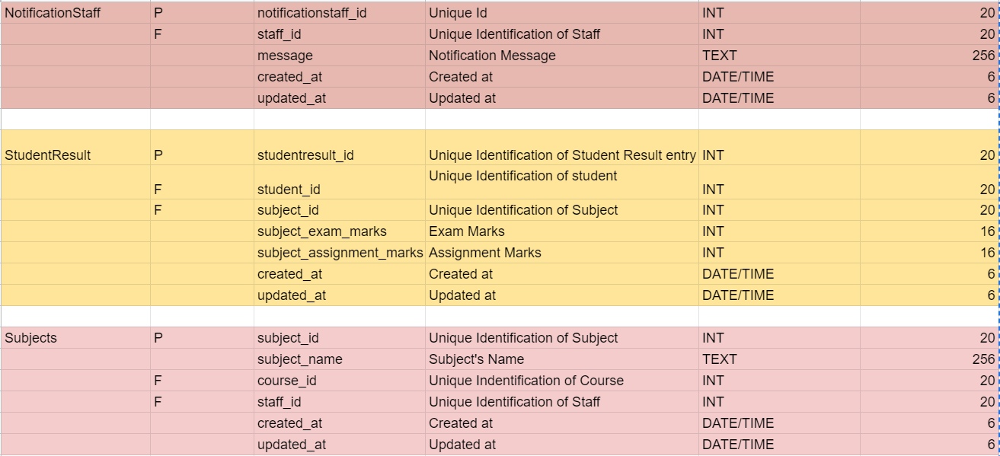 NotificationStaff P notificationstaff_id Unique Id INT 20
F staff_id Unique Identification of Staff INT 20
message Notification Message TEXT 256
created_at Created at DATE/TIME 6
updated_at Updated at DATE/TIME 6
StudentResult P studentresult_id Unique Identification of Student Result entry INT 20
F student_id Unique Identification of student INT 20
F subject_id Unique Identification of Subject INT 20
subject_exam_marks Exam Marks INT 16
subject_assignment_marks Assignment Marks INT 16
created_at Created at DATE/TIME 6
updated_at Updated at DATE/TIME 6
Subjects P subject_id Unique Identification of Subject INT 20
subject_name Subject's Name TEXT 256
F course_id Unique Indentification of Course INT 20
F staff_id Unique Identification of Staff INT 20
created_at Created at DATE/TIME 6
updated_at Updated at DATE/TIME 6